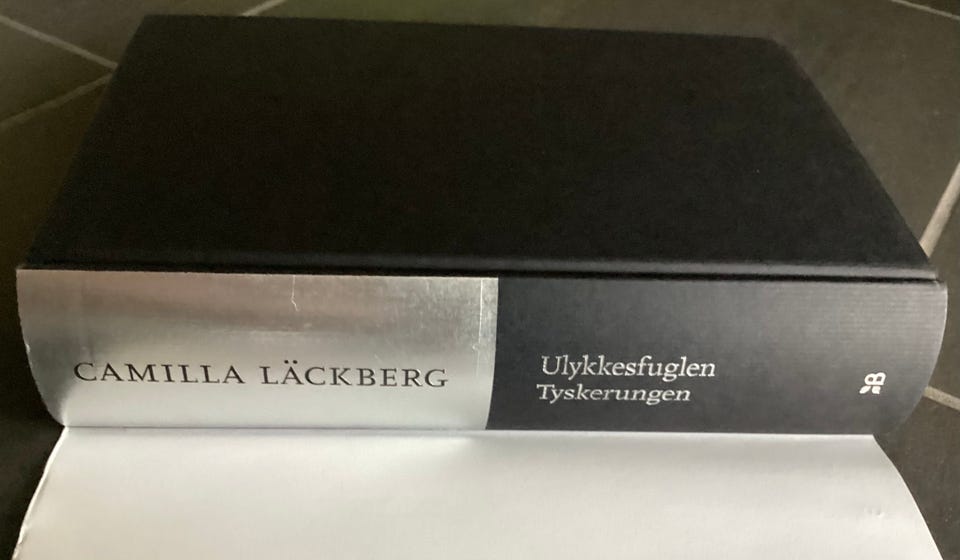 CAMILLA LÄCKBERG
Ulykkesfuglen
Tyskerungen